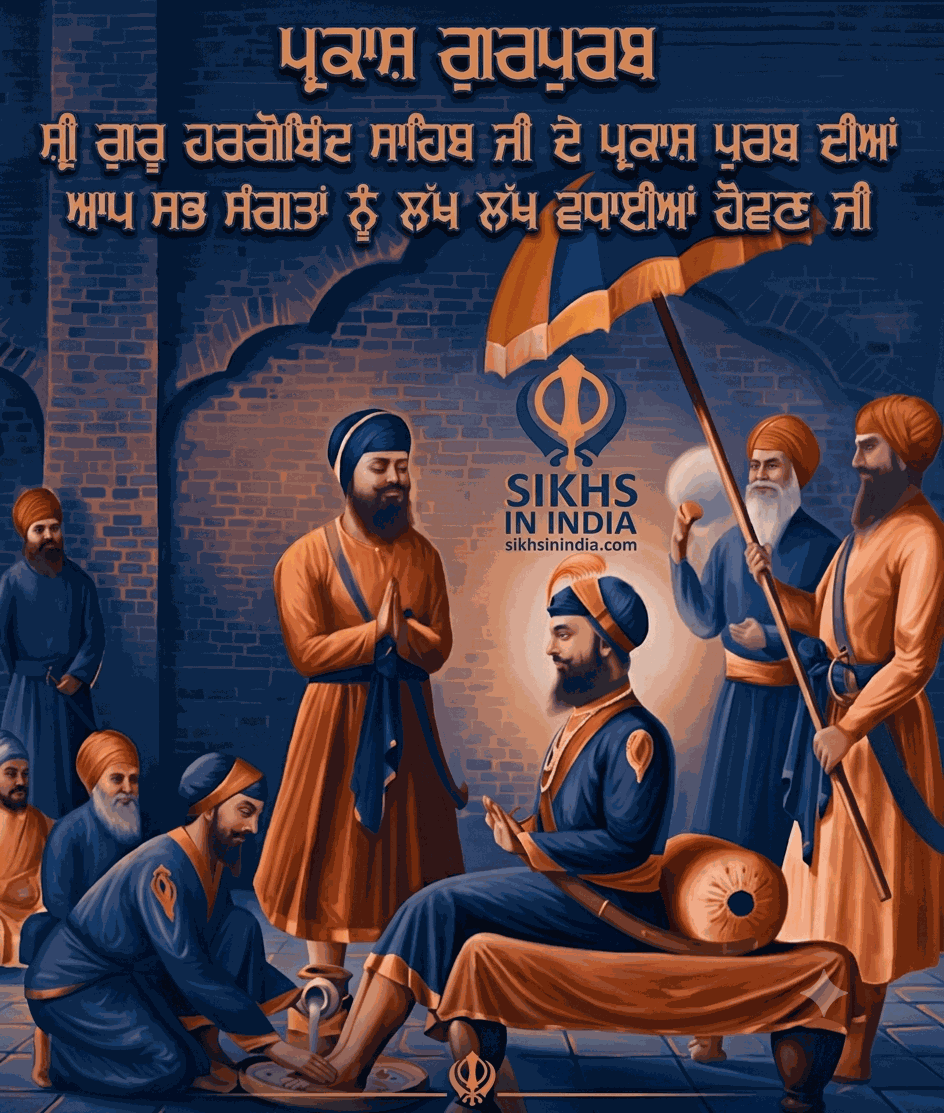 ਪ੍ਰਕਾਸ਼ ਗੁਰਪੁਰਬ
ਸ਼੍ਰੀ ਗੁਰੂ ਹਰਗੋਬਿੰਦ ਸਾਹਿਬ ਜੀ ਦੇ ਪ੍ਰਕਾਸ਼ ਪੁਰਬ ਦੀਆਂ
ਆਪ ਸਭ ਸੰਗਤਾਂ ਨੂੰ ਲੱਖ ਲੱਖ ਵਧਾਈਆਂ ਹੋਵਣ ਜੀ
SIKHS
IN INDIA
sikhsinindia.com